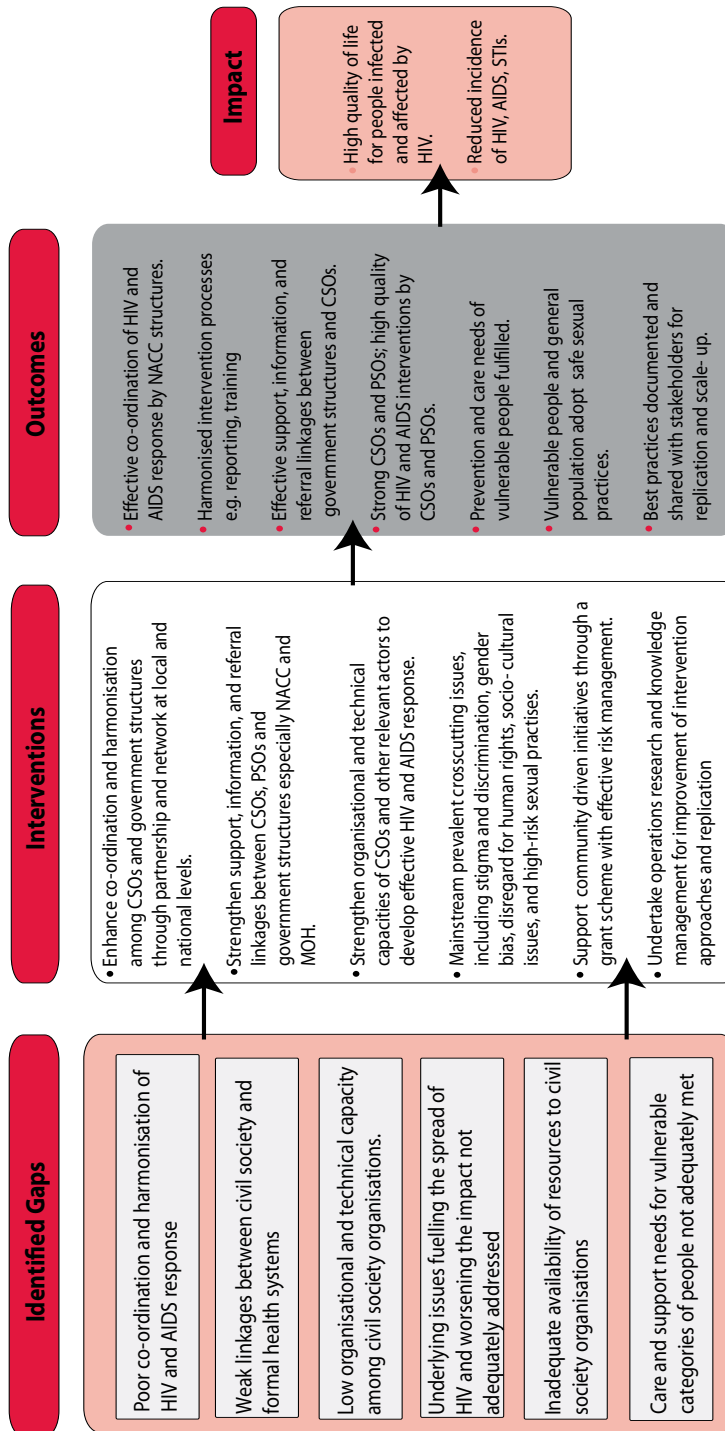 Identified Gaps
Poor co-ordination and harmonisation of
HIV and AIDS response
Weak linkages between civil society and
formal health systems
Low organisational and technical capacity
among civil society organisations.
Underlying issues fuelling the spread of
HIV and worsening the impact not
adequately addressed
Inadequate availability of resources to civil
society organisations
Care and support needs for vulnerable
categories of people not adequately met
Interventions
• Enhance co-ordination and harmonisation
among CSOs and government structures
through partnership and network at local and
national levels.
• Strengthen support, information, and referral
linkages between CSOs, PSOs and
government structures especially NACC and
MOH.
• Strengthen organisational and technical
capacities of CSOs and other relevant actors to
develop effective HIV and AIDS response.
• Mainstream prevalent crosscutting issues,
including stigma and discrimination, gender
bias, disregard for human rights, socio- cultural
issues, and high-risk sexual practises.
• Support community driven initiatives through a
grant scheme with effective risk management.
• Undertake operations research and knowledge
management for improvement of intervention
approaches and replication
Outcomes
• Effective co-ordination of HIV and
AIDS response by NACC structures.
• Harmonised intervention processes
e.g. reporting, training
• Effective support, information, and
referral linkages between
government structures and CSOs.
• Strong CSOs and PSOs; high quality
of HIV and AIDS interventions by
CSOs and PSOs.
• Prevention and care needs of
vulnerable people fulfilled.
• Vulnerable people and general
population adopt safe sexual
practices.
• Best practices documented and
shared with stakeholders for
replication and scale- up.
Impact
• High quality of life
for people infected
and affected by
HIV.
• Reduced incidence
of HIV, AIDS, STIs.